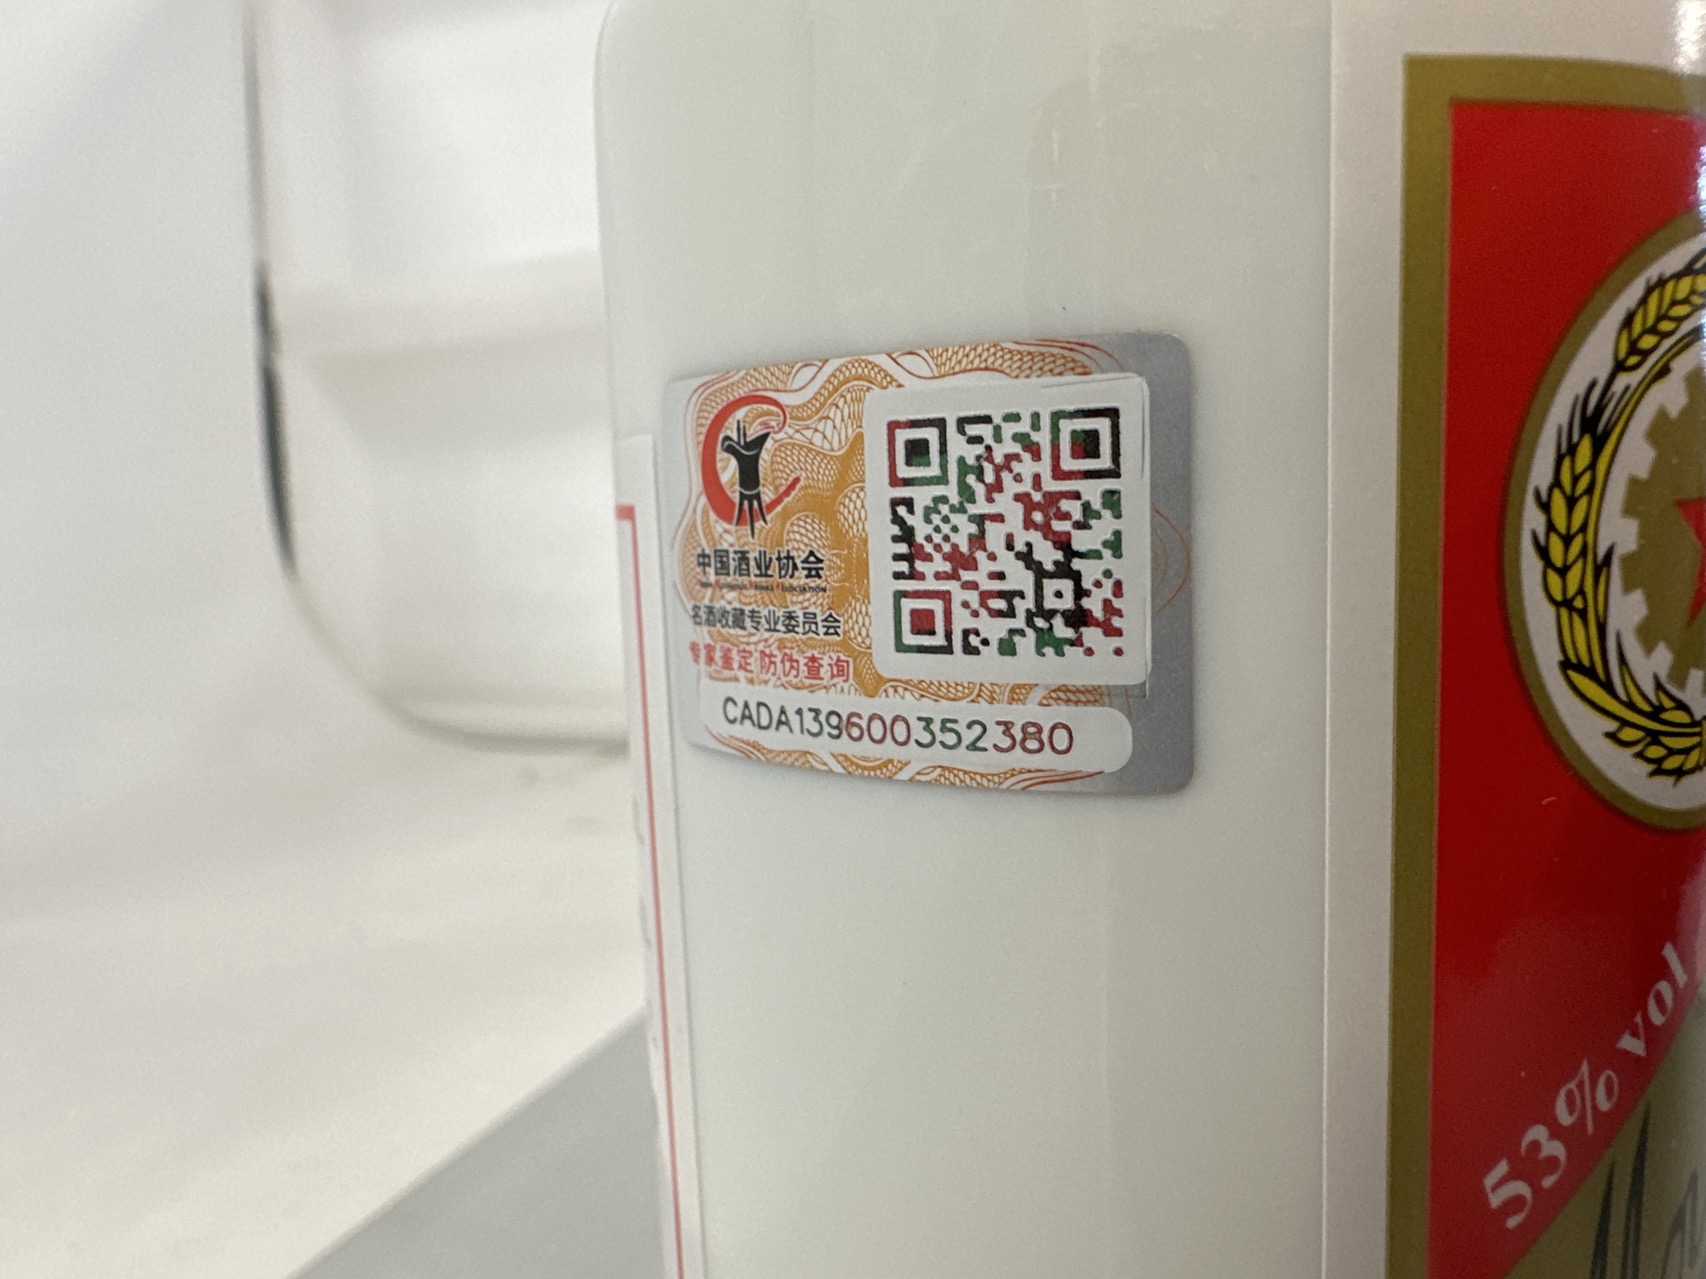 中国酒业协会
名酒收藏专业委员会
专家鉴定 防伪查询
CADA139600352380
53% vol